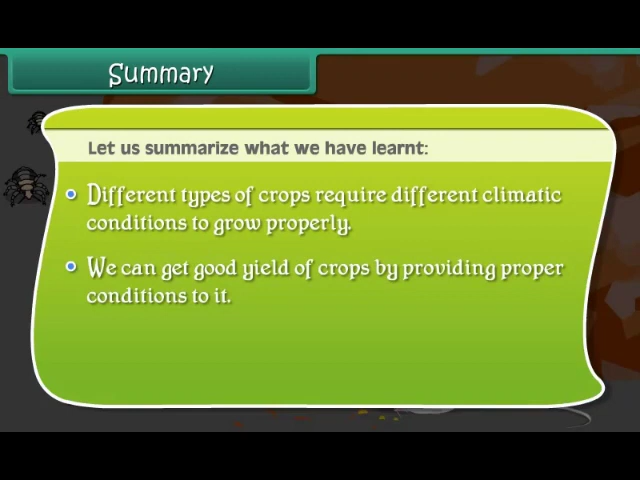 Summary
Let us summarize what we have learnt:
Different types of crops require different climatic
conditions to grow properly.
We can get good yield of crops by providing proper
conditions to it.